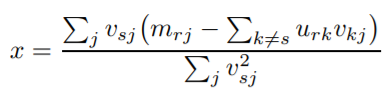 $x = \frac{\sum_j v_{sj}\left(m_{rj} - \sum_{k \neq s} u_{rk} v_{kj}\right)}{\sum_j v_{sj}^2}$